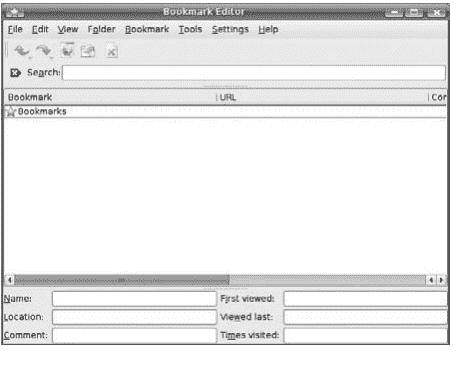 Bookmark Editor
File Edit View Folder Bookmark Tools Settings Help
Search:
Bookmark URL Cor
Bookmarks
Name: First viewed:
Location: Viewed last:
Comment: Times visited: